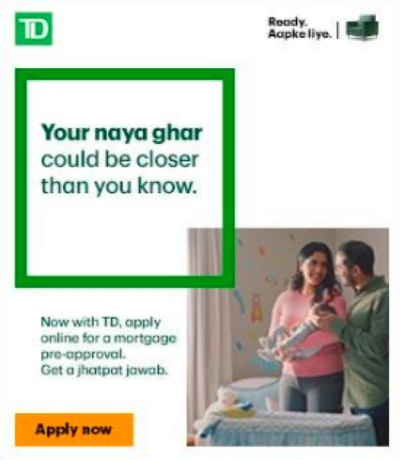 TD
Ready.
Aapke liye.
Your naya ghar
could be closer
than you know.
Now with TD, apply
online for a mortgage
pre-approval.
Get a jhatpat jawab.
Apply now